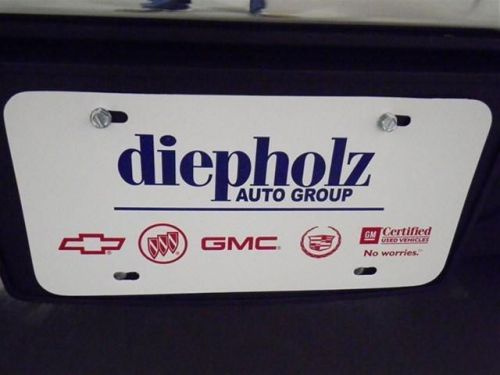 diepholz
AUTO GROUP
GMC
GM Certified
USED VEHICLES
No worries.